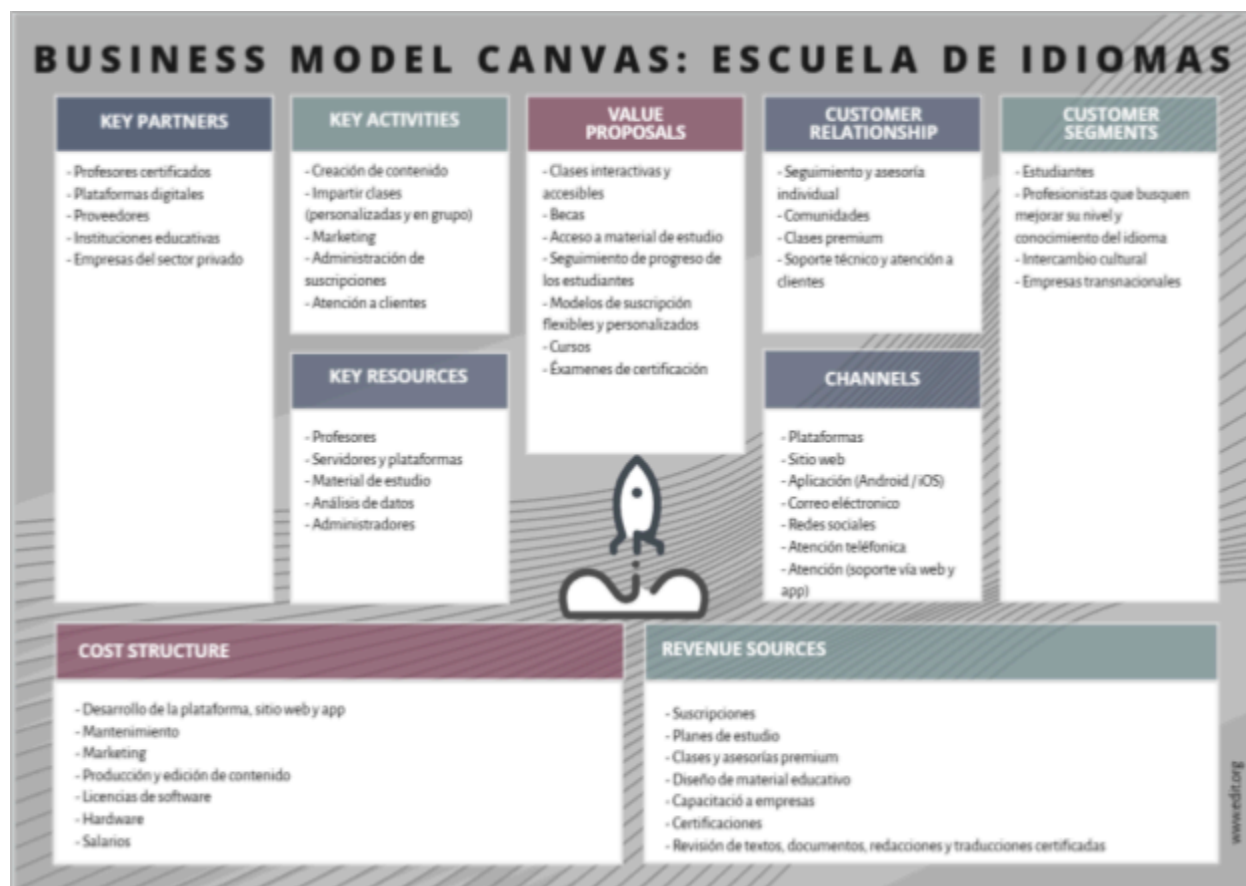 BUSINESS MODEL CANVAS: ESCUELA DE IDIOMAS
KEY PARTNERS
- Profesores certificados
- Plataformas digitales
- Proveedores
- Instituciones educativas
- Empresas del sector privado
KEY ACTIVITIES
- Creación de contenido
- Impartir clases
(personalizadas y en grupo)
- Marketing
- Administración de
suscripciones
- Atención a clientes
KEY RESOURCES
- Profesores
- Servidores y plataformas
- Material de estudio
- Análisis de datos
- Administradores
VALUE
PROPOSALS
- Clases interactivas y
accesibles
- Becas
- Acceso a material de estudio
- Seguimiento de progreso de
los estudiantes
- Modelos de suscripción
flexibles y personalizados
- Cursos
- Éxamenes de certificación
CUSTOMER
RELATIONSHIP
- Seguimiento y asesoría
individual
- Comunidades
- Clases premium
- Soporte técnico y atención a
clientes
CHANNELS
- Plataformas
- Sitio web
- Aplicación (Android / iOS)
- Correo eléctronico
- Redes sociales
- Atención teléfonica
- Atención (soporte vía web y
app)
CUSTOMER
SEGMENTS
- Estudiantes
- Profesionistas que busquen
mejorar su nivel y
conocimiento del idioma
- Intercambio cultural
- Empresas transnacionales
COST STRUCTURE
- Desarrollo de la plataforma, sitio web y app
- Mantenimiento
- Marketing
- Producción y edición de contenido
- Licencias de software
- Hardware
- Salarios
REVENUE SOURCES
- Suscripciones
- Planes de estudio
- Clases y asesorías premium
- Diseño de material educativo
- Capacitació a empresas
- Certificaciones
- Revisión de textos, documentos, redacciones y traducciones certificadas
www.edit.org